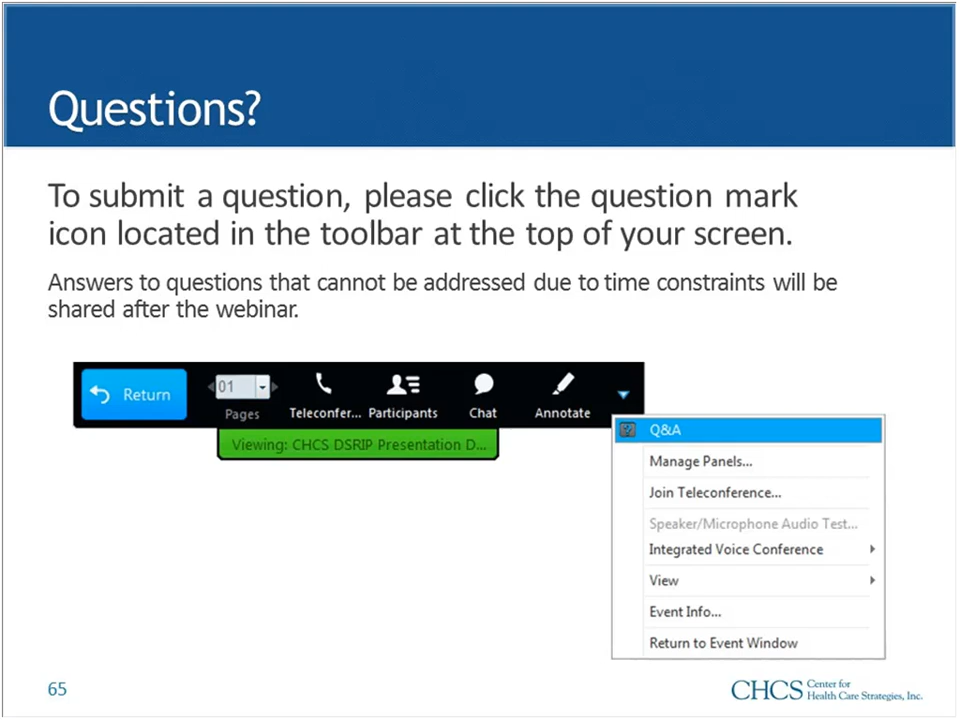 Questions?
To submit a question, please click the question mark
icon located in the toolbar at the top of your screen.
Answers to questions that cannot be addressed due to time constraints will be
shared after the webinar.
Return
01
Pages
Teleconfer...
Participants
Chat
Annotate
Viewing: CHCS DSRIP Presentation D...
Q&A
Manage Panels...
Join Teleconference...
Speaker/Microphone Audio Test...
Integrated Voice Conference
View
Event Info...
Return to Event Window
65
CHCS Center for
Health Care Strategies, Inc.